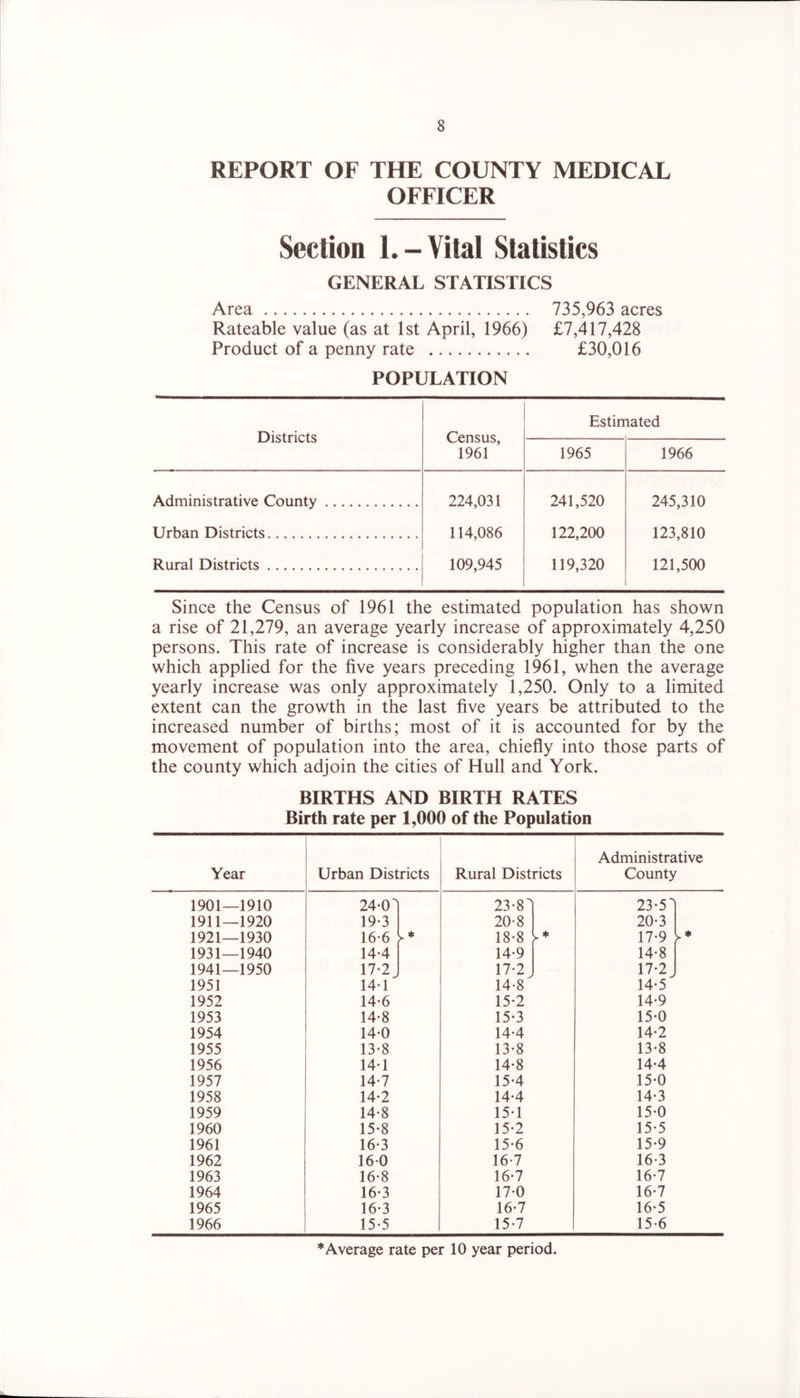 8
REPORT OF THE COUNTY MEDICAL
OFFICER
Section 1. – Vital Statistics
GENERAL STATISTICS
Area .............................. 735,963 acres
Rateable value (as at 1st April, 1966) £7,417,428
Product of a penny rate ........... £30,016
POPULATION
Districts Census, 1961 Estimated
1965 1966
Administrative County ............ 224,031 241,520 245,310
Urban Districts................... 114,086 122,200 123,810
Rural Districts ................... 109,945 119,320 121,500
Since the Census of 1961 the estimated population has shown
a rise of 21,279, an average yearly increase of approximately 4,250
persons. This rate of increase is considerably higher than the one
which applied for the five years preceding 1961, when the average
yearly increase was only approximately 1,250. Only to a limited
extent can the growth in the last five years be attributed to the
increased number of births; most of it is accounted for by the
movement of population into the area, chiefly into those parts of
the county which adjoin the cities of Hull and York.
BIRTHS AND BIRTH RATES
Birth rate per 1,000 of the Population
Year Urban Districts Rural Districts Administrative County
1901—1910 24·0 23·8 23·5
1911—1920 19·3 20·8 20·3
1921—1930 16·6 * 18·8 * 17·9 *
1931—1940 14·4 14·9 14·8
1941—1950 17·2 17·2 17·2
1951 14·1 14·8 14·5
1952 14·6 15·2 14·9
1953 14·8 15·3 15·0
1954 14·0 14·4 14·2
1955 13·8 13·8 13·8
1956 14·1 14·8 14·4
1957 14·7 15·4 15·0
1958 14·2 14·4 14·3
1959 14·8 15·1 15·0
1960 15·8 15·2 15·5
1961 16·3 15·6 15·9
1962 16·0 16·7 16·3
1963 16·8 16·7 16·7
1964 16·3 17·0 16·7
1965 16·3 16·7 16·5
1966 15·5 15·7 15·6
*Average rate per 10 year period.